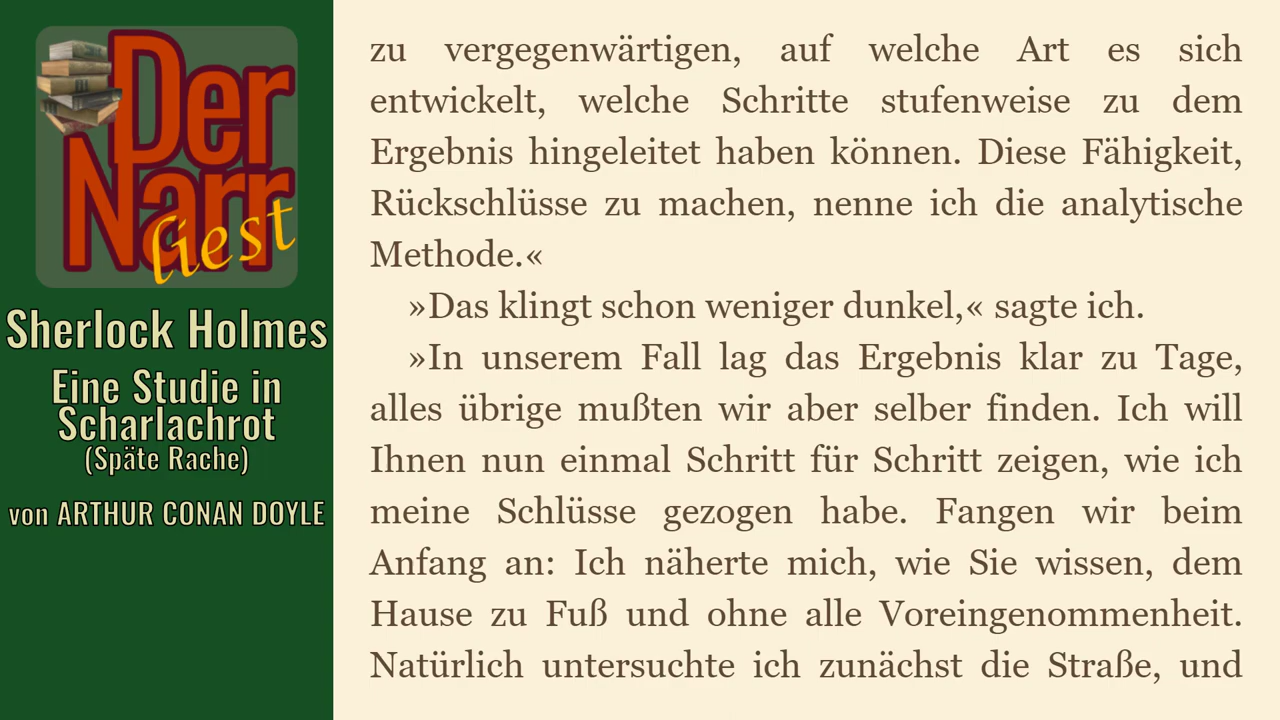 Der
Narr
liest
Sherlock Holmes
Eine Studie in
Scharlachrot
(Späte Rache)
von ARTHUR CONAN DOYLE
zu vergegenwärtigen, auf welche Art es sich
entwickelt, welche Schritte stufenweise zu dem
Ergebnis hingeleitet haben können. Diese Fähigkeit,
Rückschlüsse zu machen, nenne ich die analytische
Methode.«
»Das klingt schon weniger dunkel,« sagte ich.
»In unserem Fall lag das Ergebnis klar zu Tage,
alles übrige mußten wir aber selber finden. Ich will
Ihnen nun einmal Schritt für Schritt zeigen, wie ich
meine Schlüsse gezogen habe. Fangen wir beim
Anfang an: Ich näherte mich, wie Sie wissen, dem
Hause zu Fuß und ohne alle Voreingenommenheit.
Natürlich untersuchte ich zunächst die Straße, und